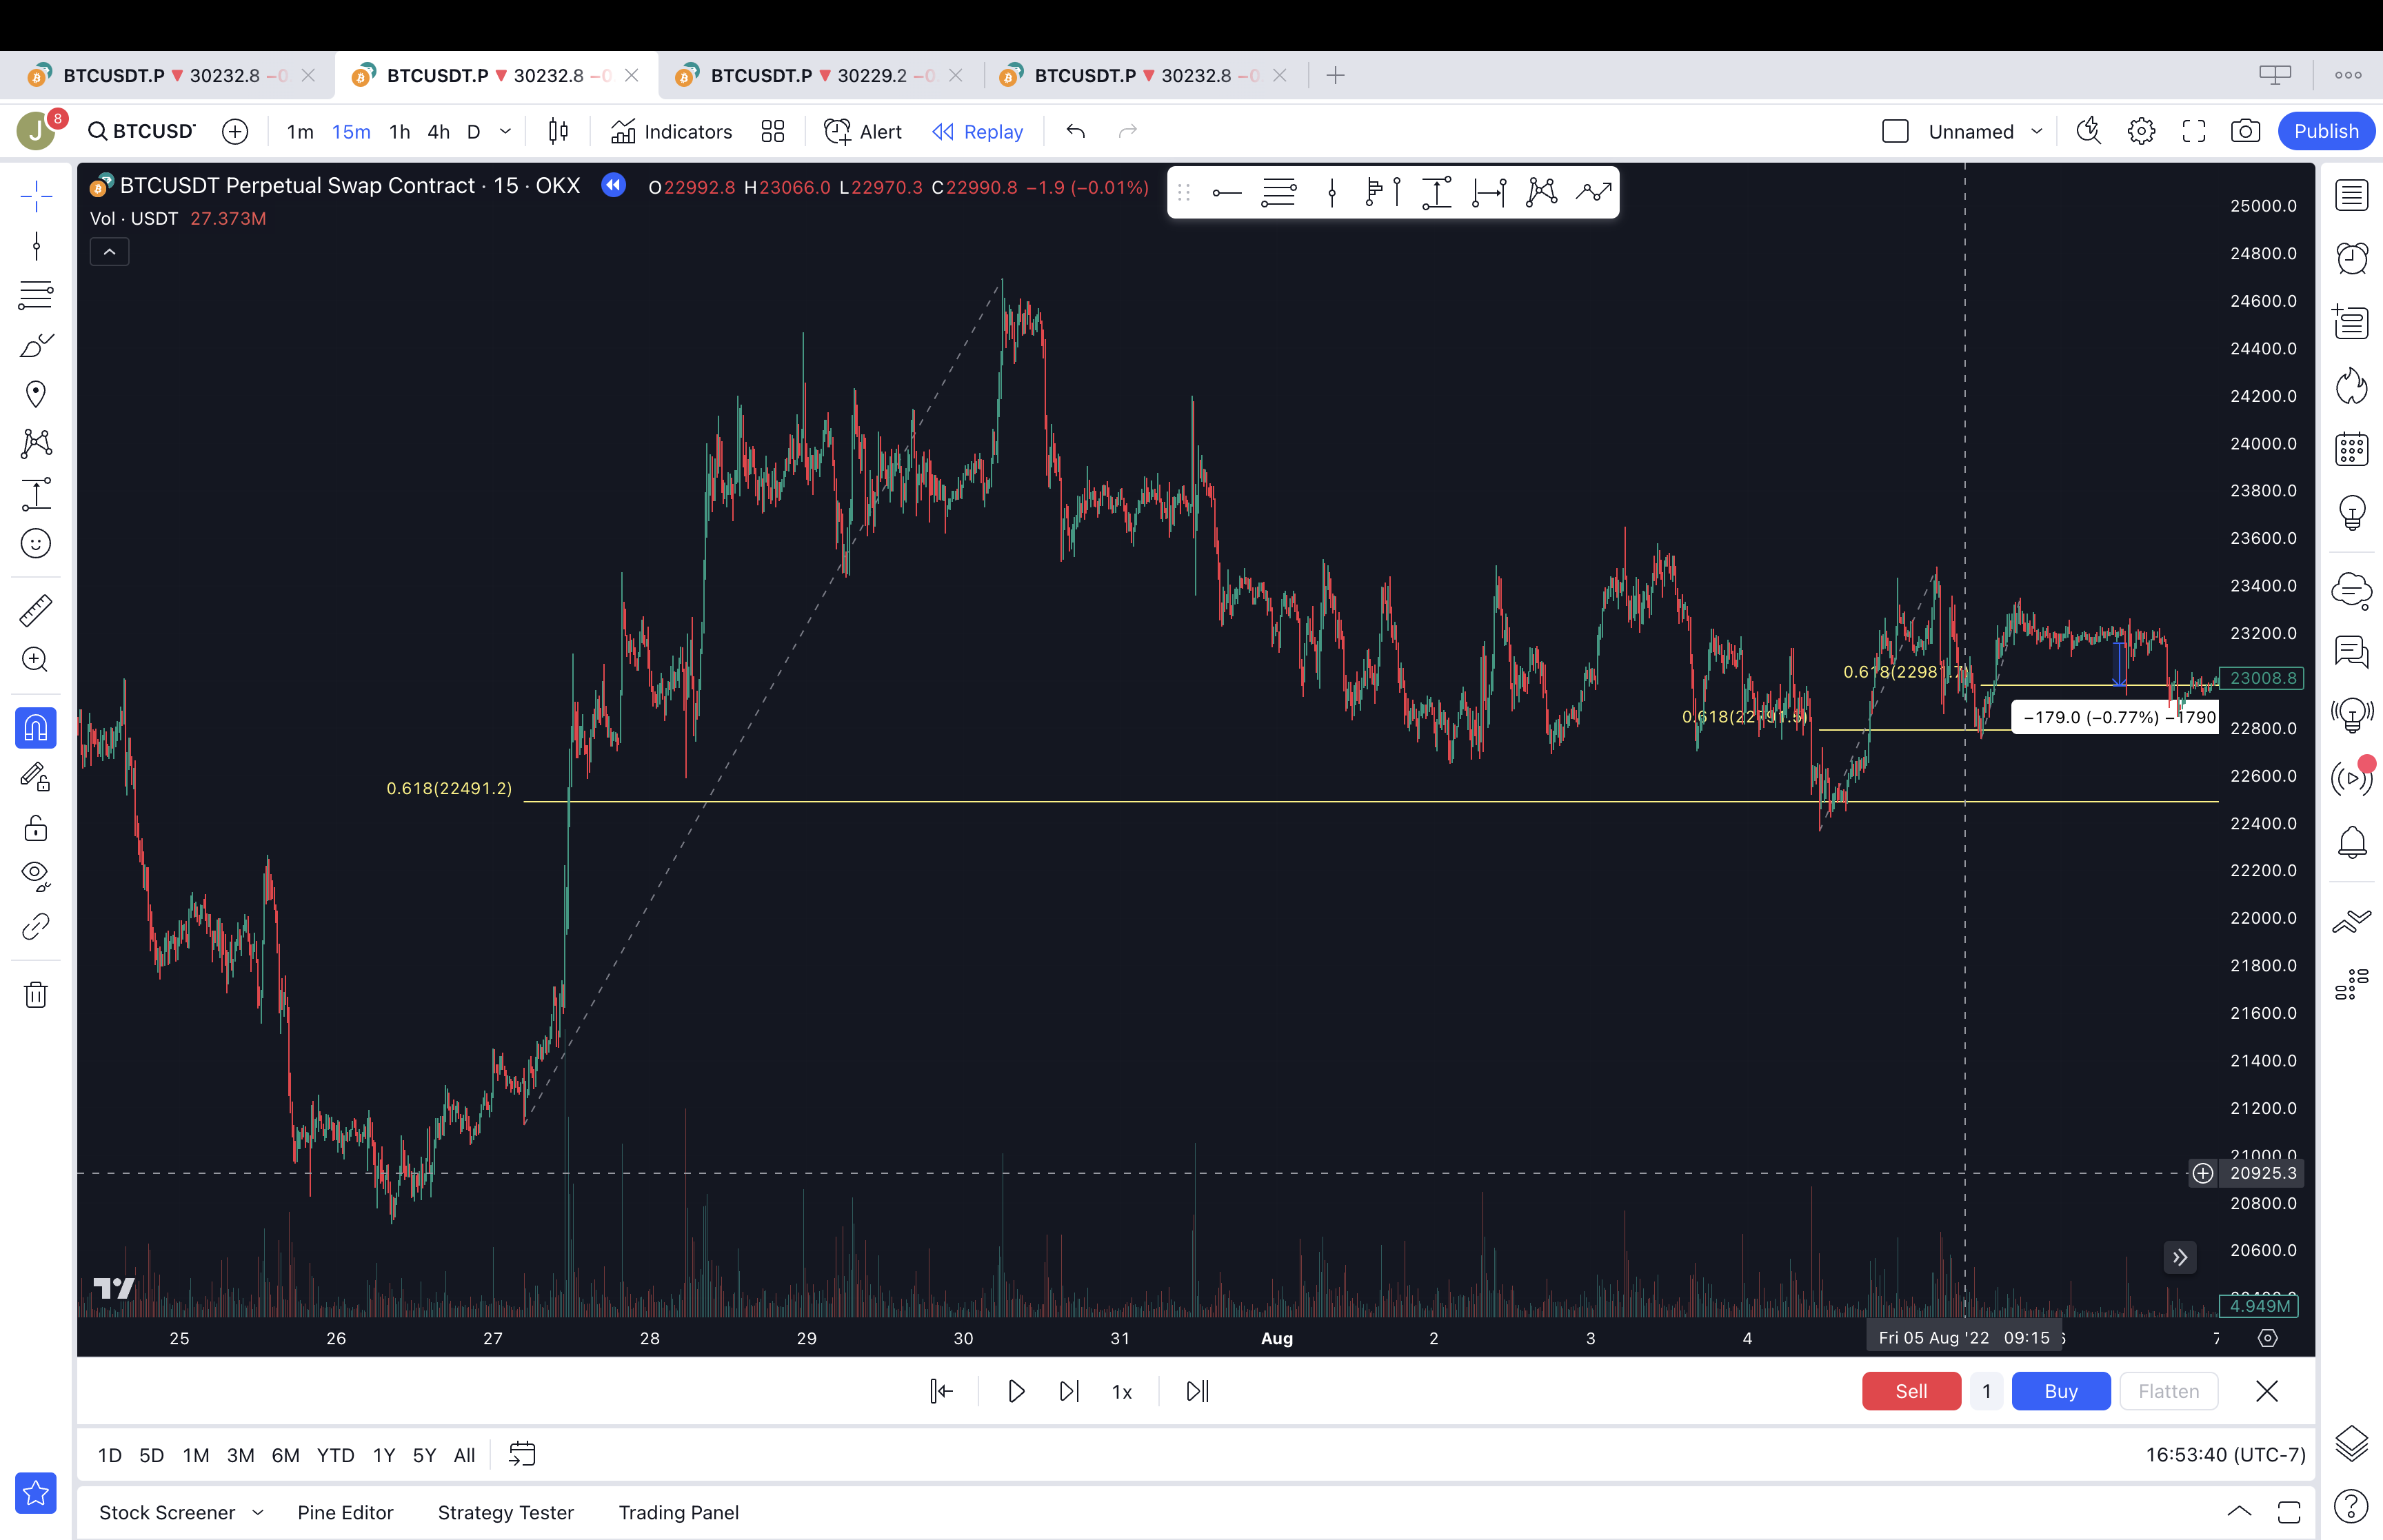 BTCUSDT.P ▼ 30232.8 −0
BTCUSDT.P ▼ 30232.8 −0
BTCUSDT.P ▼ 30229.2 −0
BTCUSDT.P ▼ 30232.8 −0
J 8
BTCUSD
1m 15m 1h 4h D
Indicators
Alert
Replay
Unnamed
Publish
BTCUSDT Perpetual Swap Contract · 15 · OKX
O22992.8 H23066.0 L22970.3 C22990.8 −1.9 (−0.01%)
Vol · USDT 27.373M
25000.0
24800.0
24600.0
24400.0
24200.0
24000.0
23800.0
23600.0
23400.0
23200.0
23008.8
22800.0
22600.0
22400.0
22200.0
22000.0
21800.0
21600.0
21400.0
21200.0
21000.0
20925.3
20800.0
20600.0
4.949M
0.618(22981.7)
0.618(22791.5)
−179.0 (−0.77%) −1790
0.618(22491.2)
25 26 27 28 29 30 31 Aug 2 3 4 Fri 05 Aug '22 09:15 6 7
1x
Sell 1 Buy Flatten
1D 5D 1M 3M 6M YTD 1Y 5Y All
16:53:40 (UTC-7)
Stock Screener Pine Editor Strategy Tester Trading Panel